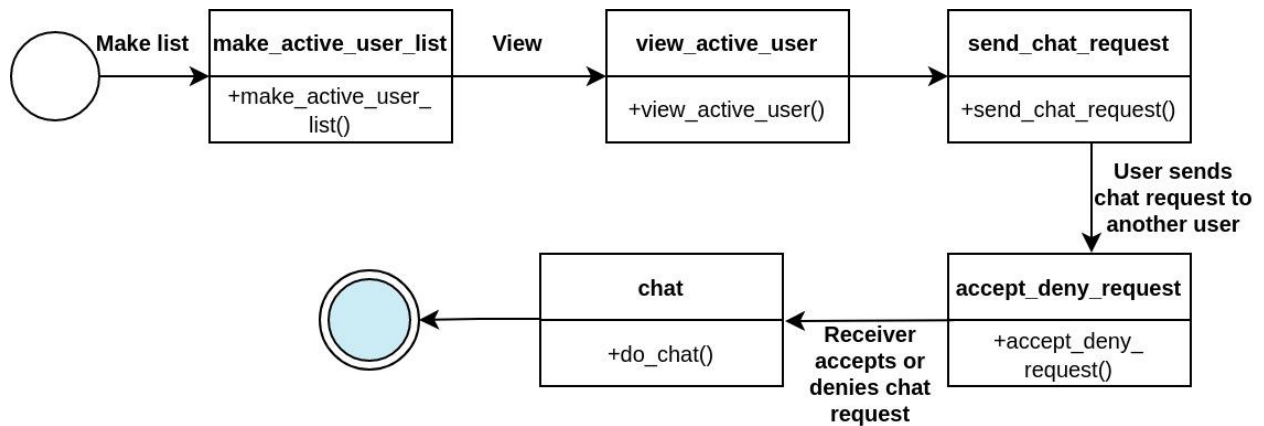 Make list
make_active_user_list
+make_active_user_
list()
View
view_active_user
+view_active_user()
send_chat_request
+send_chat_request()
User sends
chat request to
another user
accept_deny_request
+accept_deny_
request()
Receiver
accepts or
denies chat
request
chat
+do_chat()